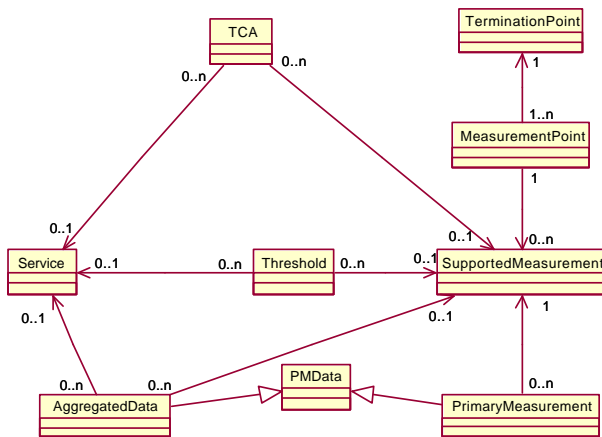 TCA
TerminationPoint
0..n
0..n
1
1..n
MeasurementPoint
1
0..1
0..1
0..n
Service
0..1
0..n
Threshold
0..n
0..1
SupportedMeasurement
0..1
0..1
1
0..n
0..n
PMData
0..n
AggregatedData
PrimaryMeasurement